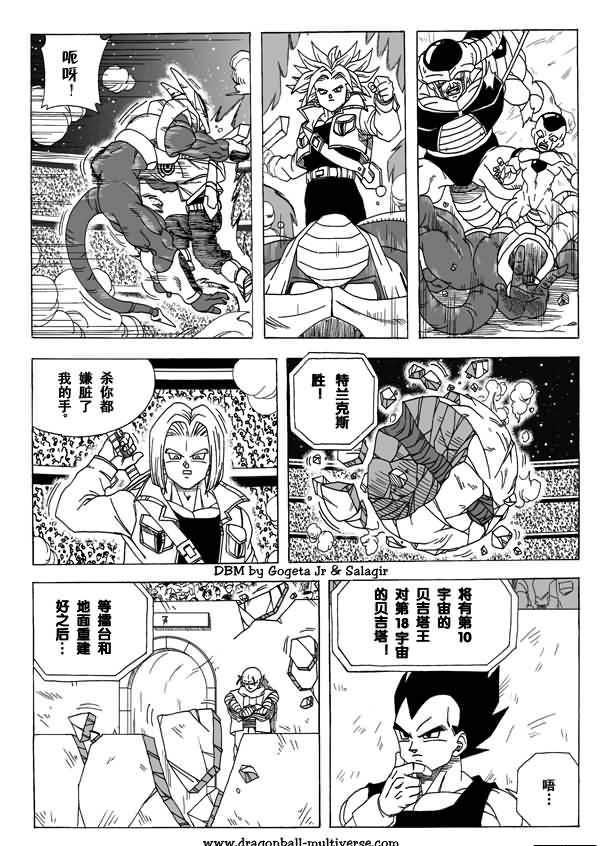 呃呀！
杀你都
嫌脏了
我的手。
特兰克斯
胜！
DBM by Gogeta Jr & Salagir
等擂台和
地面重建
好之后…
将有第10
宇宙的
贝吉塔王
对第18宇宙
的贝吉塔！
唔…
www.dragonball-multiverse.com